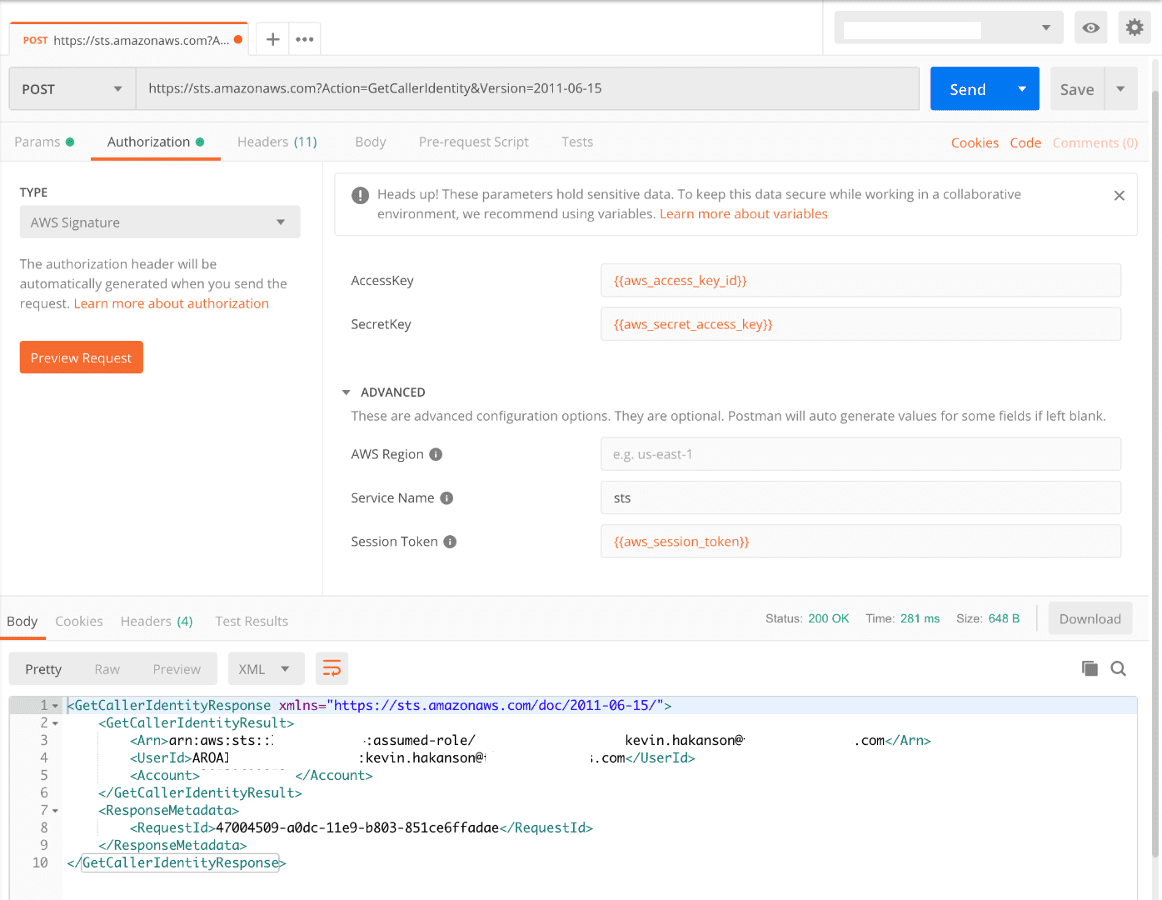 POST https://sts.amazonaws.com?A...
POST https://sts.amazonaws.com?Action=GetCallerIdentity&Version=2011-06-15 Send Save
Params Authorization Headers (11) Body Pre-request Script Tests Cookies Code Comments (0)
TYPE
AWS Signature
The authorization header will be
automatically generated when you send the
request. Learn more about authorization
Preview Request
Heads up! These parameters hold sensitive data. To keep this data secure while working in a collaborative
environment, we recommend using variables. Learn more about variables
AccessKey {{aws_access_key_id}}
SecretKey {{aws_secret_access_key}}
ADVANCED
These are advanced configuration options. They are optional. Postman will auto generate values for some fields if left blank.
AWS Region e.g. us-east-1
Service Name sts
Session Token {{aws_session_token}}
Body Cookies Headers (4) Test Results Status: 200 OK Time: 281 ms Size: 648 B Download
Pretty Raw Preview XML
1 <GetCallerIdentityResponse xmlns="https://sts.amazonaws.com/doc/2011-06-15/">
2 <GetCallerIdentityResult>
3 <Arn>arn:aws:sts:: :assumed-role/ kevin.hakanson@ .com</Arn>
4 <UserId>AROAI :kevin.hakanson@ s.com</UserId>
5 <Account> </Account>
6 </GetCallerIdentityResult>
7 <ResponseMetadata>
8 <RequestId>47004509-a0dc-11e9-b803-851ce6ffadae</RequestId>
9 </ResponseMetadata>
10 </GetCallerIdentityResponse>